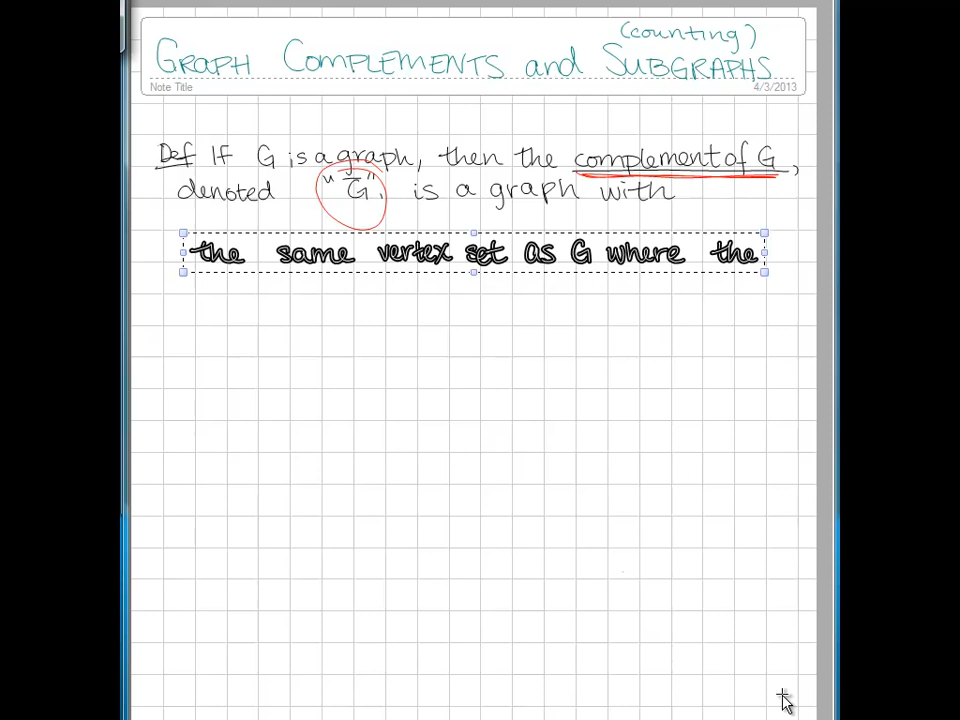 (counting)
GRAPH COMPLEMENTS and SUBGRAPHS
Note Title
4/3/2013
Def If G is a graph, then the complement of G,
denoted "G̅", is a graph with
the same vertex set as G where the